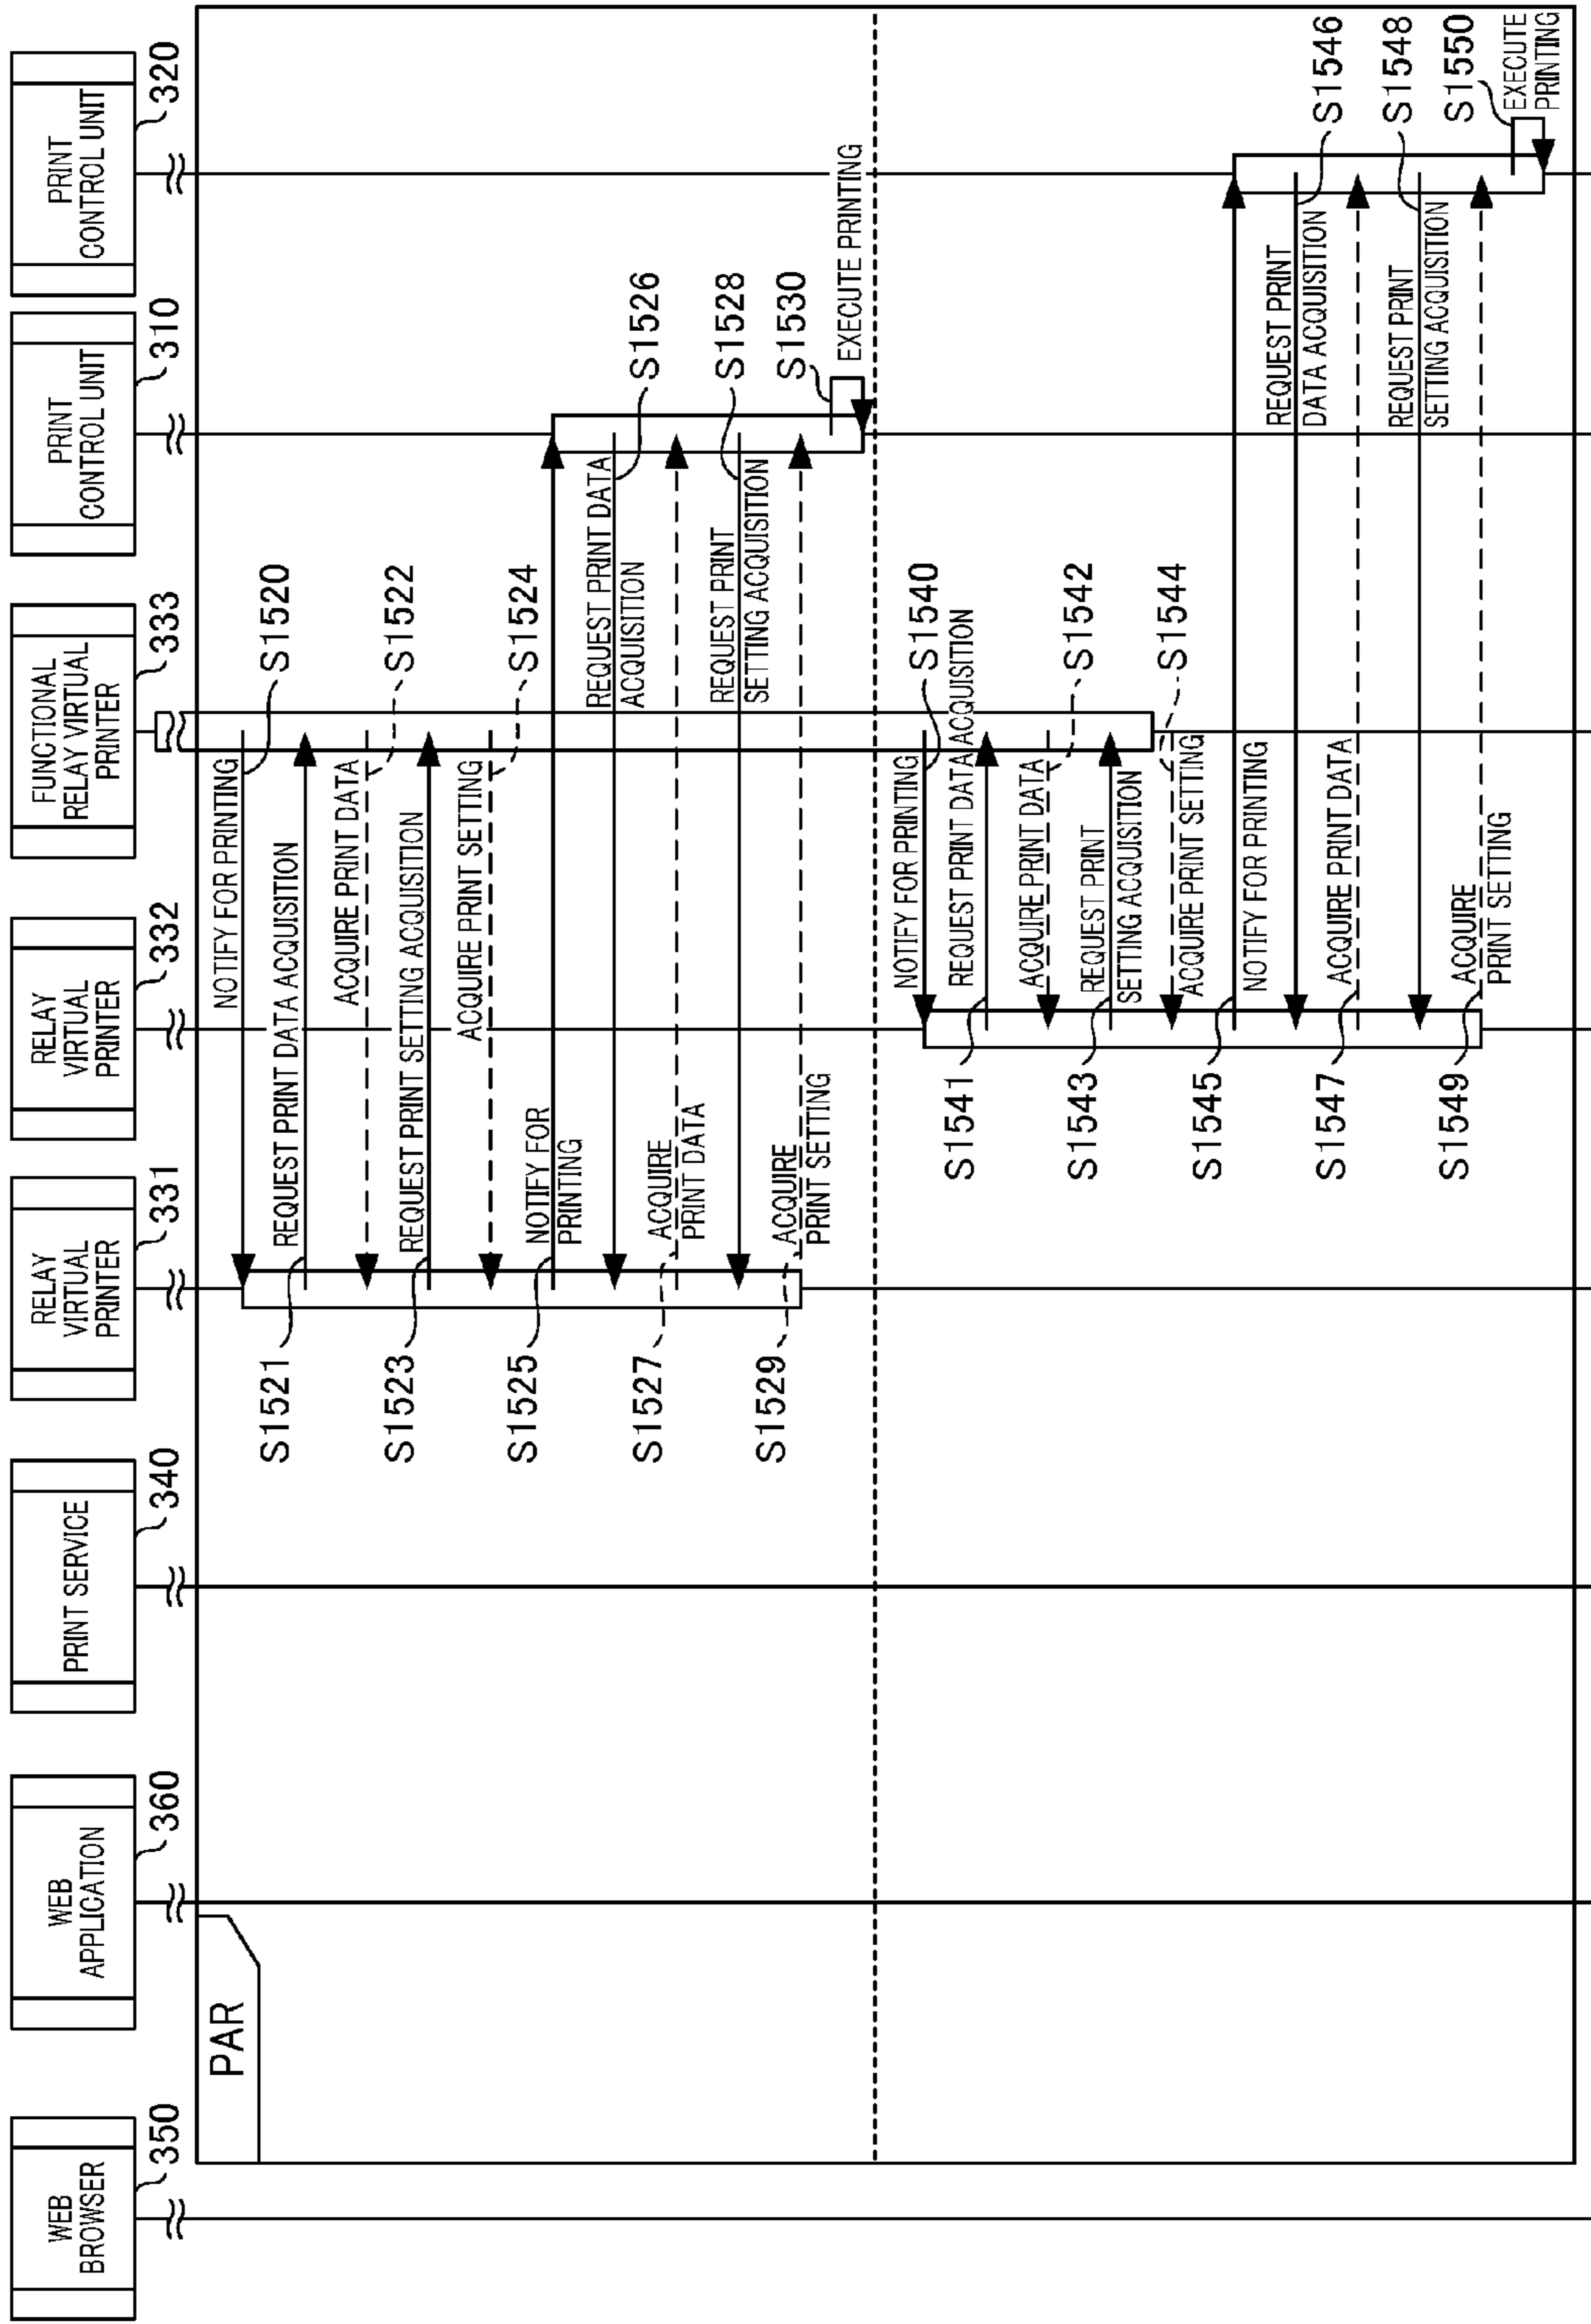 WEB
BROWSER
350
WEB
APPLICATION
360
PRINT SERVICE
340
RELAY
VIRTUAL
PRINTER
331
RELAY
VIRTUAL
PRINTER
332
FUNCTIONAL
RELAY VIRTUAL
PRINTER
333
PRINT
CONTROL UNIT
310
PRINT
CONTROL UNIT
320
PAR
NOTIFY FOR PRINTING
S1520
S1521
REQUEST PRINT DATA ACQUISITION
ACQUIRE PRINT DATA
S1522
S1523
REQUEST PRINT SETTING ACQUISITION
ACQUIRE PRINT SETTING
S1524
S1525
NOTIFY FOR
PRINTING
REQUEST PRINT DATA
ACQUISITION
S1526
S1527
ACQUIRE
PRINT DATA
REQUEST PRINT
SETTING ACQUISITION
S1528
S1529
ACQUIRE
PRINT SETTING
S1530
EXECUTE PRINTING
NOTIFY FOR PRINTING
S1540
S1541
REQUEST PRINT DATA ACQUISITION
ACQUIRE PRINT DATA
S1542
S1543
REQUEST PRINT
SETTING ACQUISITION
ACQUIRE PRINT SETTING
S1544
S1545
NOTIFY FOR PRINTING
REQUEST PRINT
DATA ACQUISITION
S1546
S1547
ACQUIRE PRINT DATA
REQUEST PRINT
SETTING ACQUISITION
S1548
S1549
ACQUIRE
PRINT SETTING
S1550
EXECUTE
PRINTING